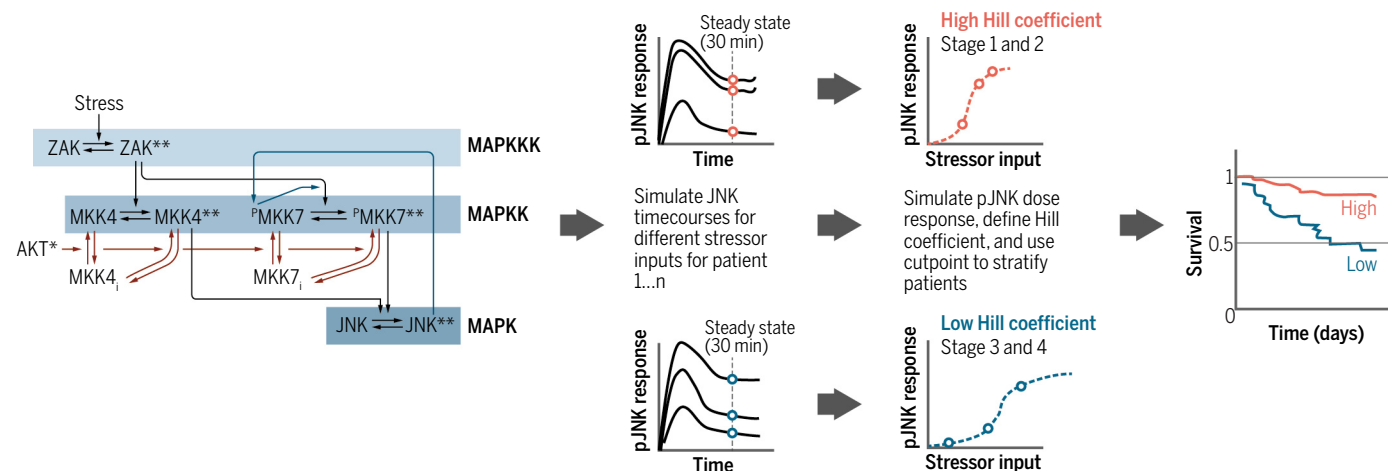 Stress
ZAK
ZAK**
MAPKKK
MKK4
MKK4**
ᴾMKK7
ᴾMKK7**
MAPKK
AKT*
MKK4ᵢ
MKK7ᵢ
JNK
JNK**
MAPK
pJNK response
Steady state
(30 min)
Time
Simulate JNK
timecourses for
different stressor
inputs for patient
1...n
pJNK response
Steady state
(30 min)
Time
High Hill coefficient
Stage 1 and 2
pJNK response
Stressor input
Simulate pJNK dose
response, define Hill
coefficient, and use
cutpoint to stratify
patients
Low Hill coefficient
Stage 3 and 4
pJNK response
Stressor input
Survival
1
0.5
0
High
Low
Time (days)